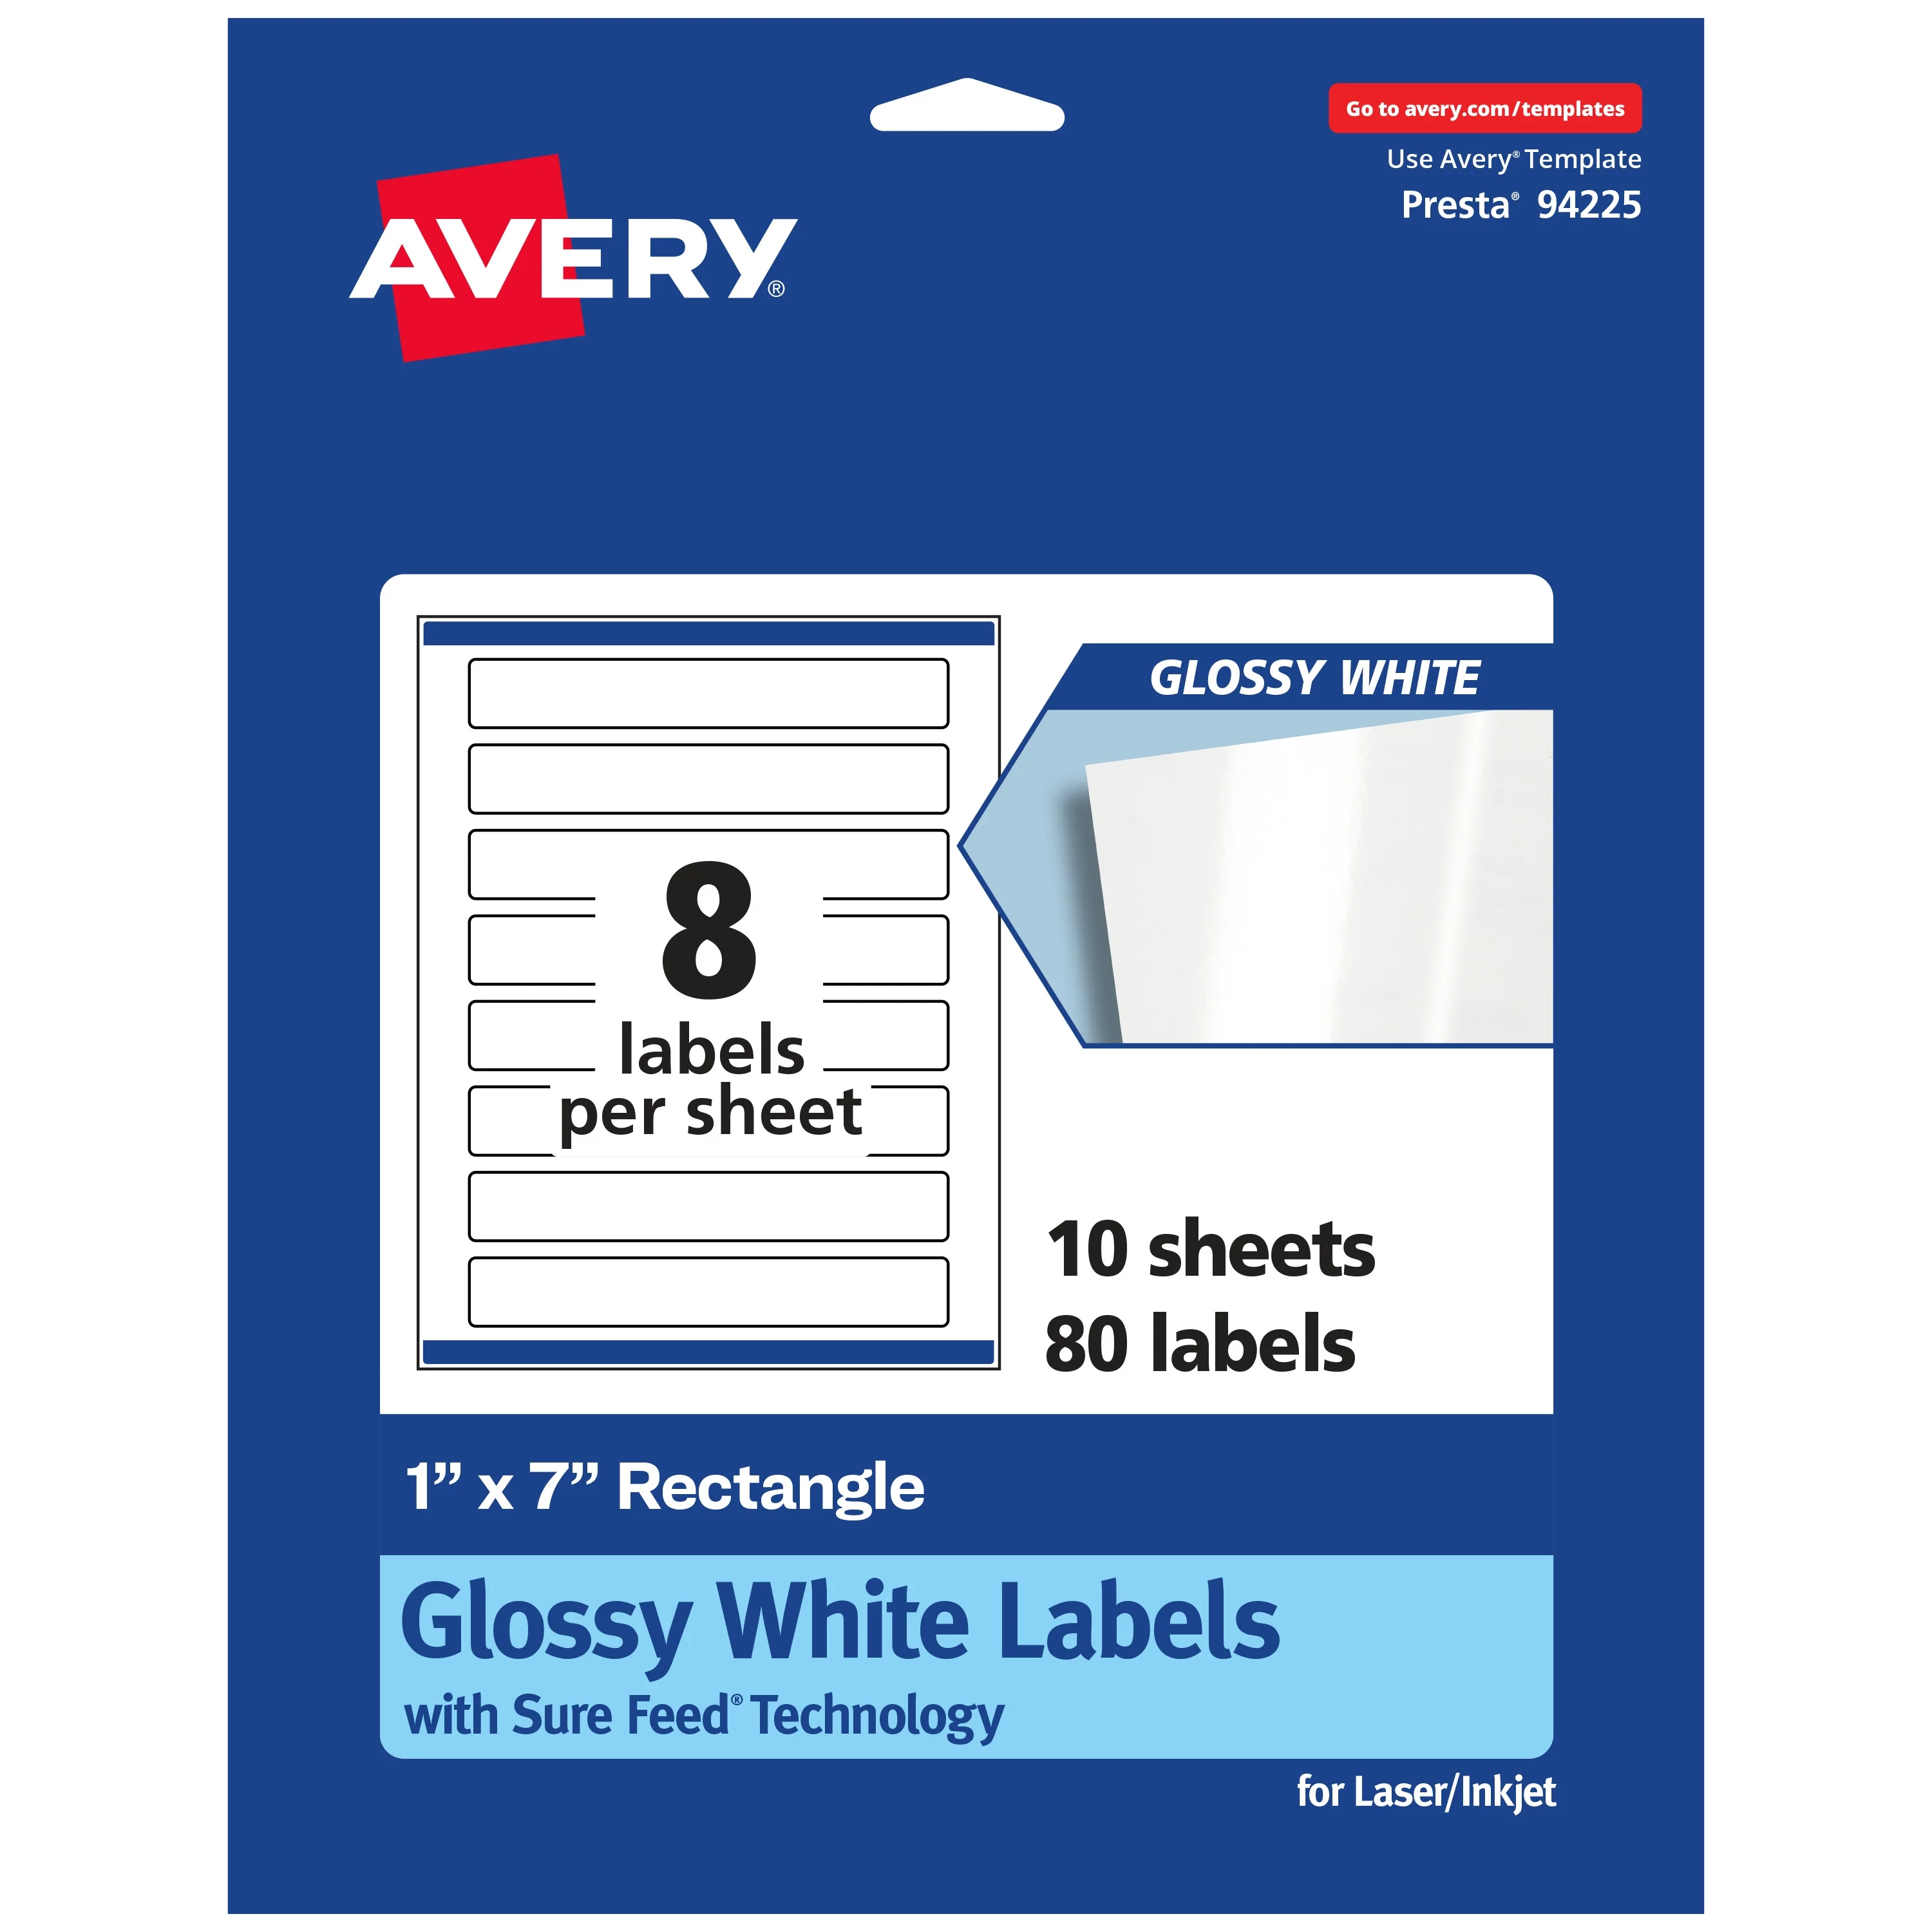 Go to avery.com/templates
Use Avery® Template
Presta® 94225
AVERY®
GLOSSY WHITE
8
labels
per sheet
10 sheets
80 labels
1” x 7” Rectangle
Glossy White Labels
with Sure Feed® Technology
for Laser/Inkjet